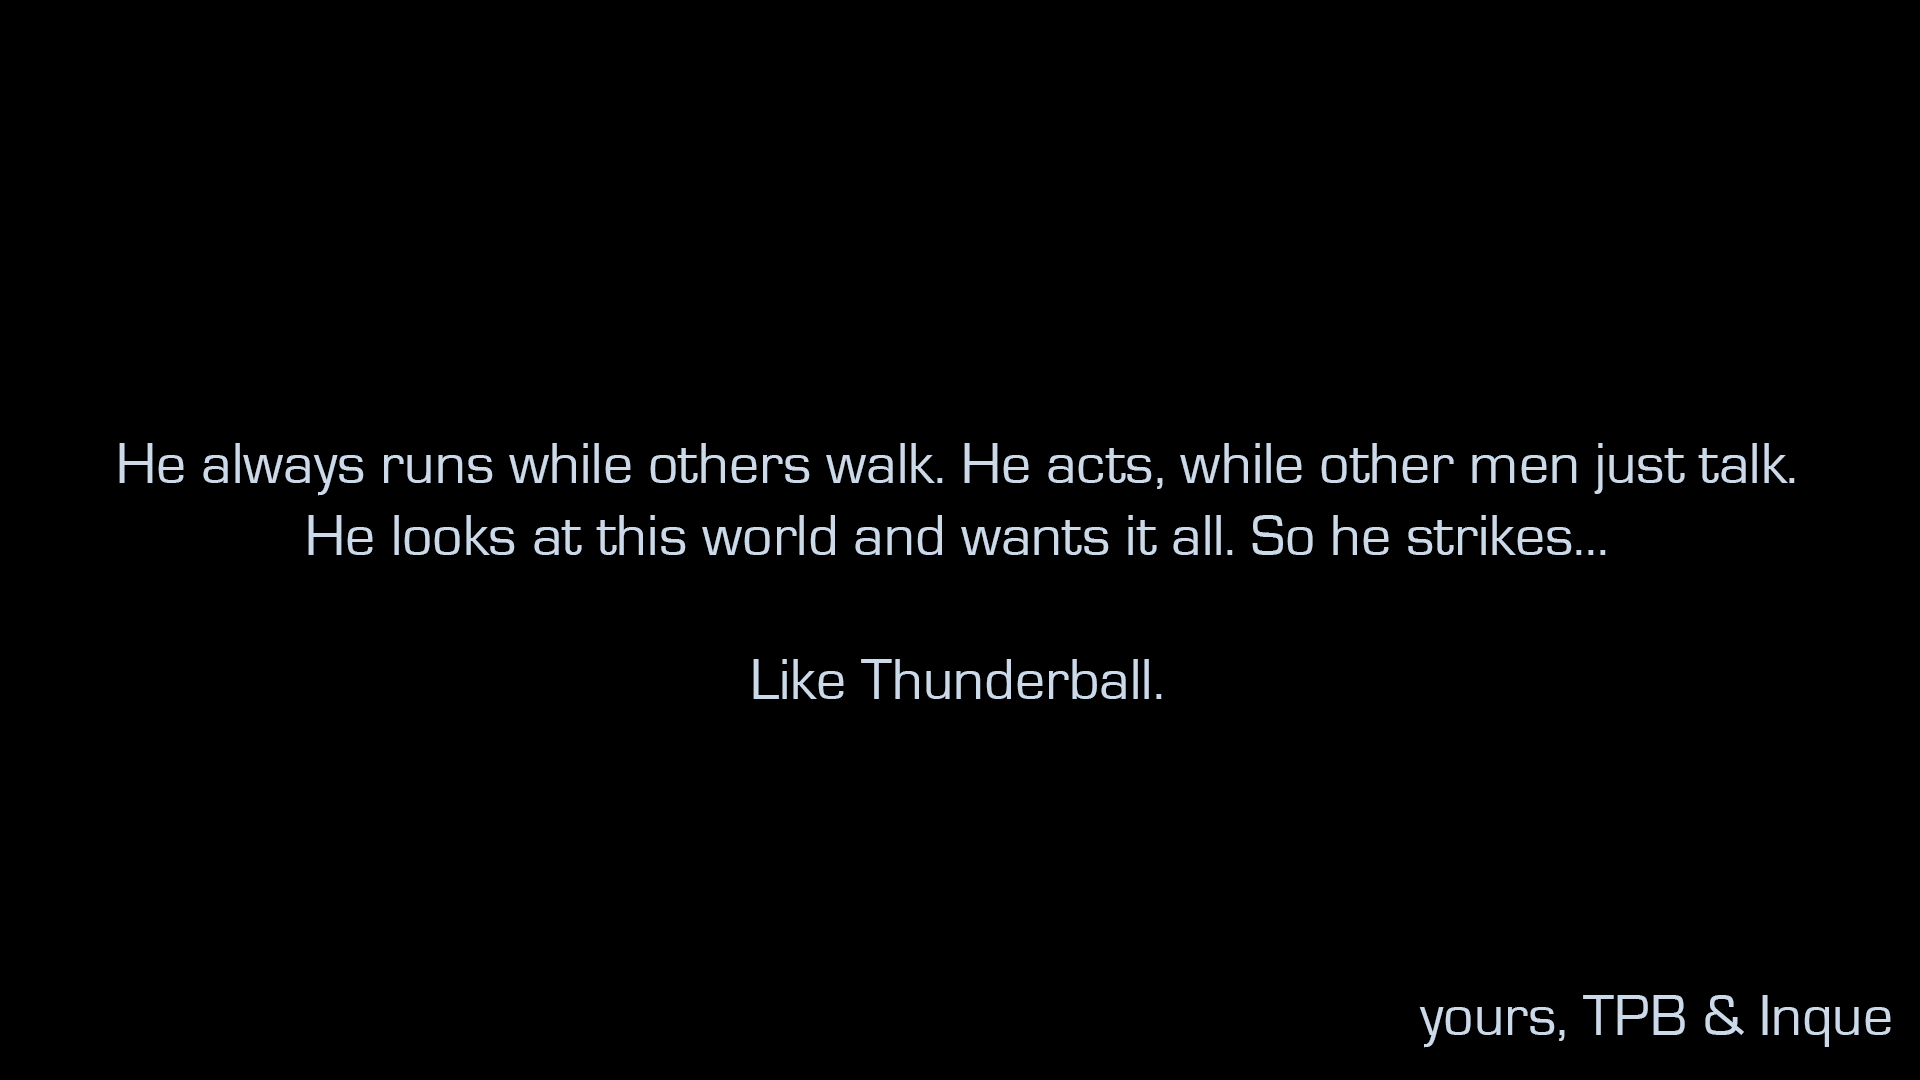 He always runs while others walk. He acts, while other men just talk.
He looks at this world and wants it all. So he strikes...
Like Thunderball.
yours, TPB & Inque